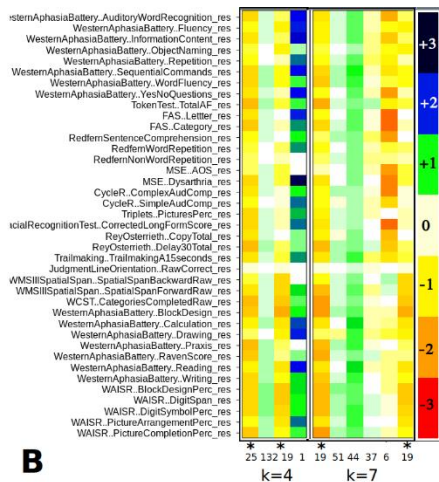 esternAphasiaBattery..AuditoryWordRecognition_res
WesternAphasiaBattery..Fluency_res
WesternAphasiaBattery..InformationContent_res
WesternAphasiaBattery..ObjectNaming_res
WesternAphasiaBattery..Repetition_res
WesternAphasiaBattery..SequentialCommands_res
WesternAphasiaBattery..WordFluency_res
WesternAphasiaBattery..YesNoQuestions_res
TokenTest..TotalAF_res
FAS..Lettter_res
FAS..Category_res
RedfernSentenceComprehension_res
RedfernWordRepetition_res
RedfernNonWordRepetition_res
MSE..AOS_res
MSE..Dysarthria_res
CycleR..ComplexAudComp_res
CycleR..SimpleAudComp_res
Triplets..PicturesPerc_res
acialRecognitionTest..CorrectedLongFormScore_res
ReyOsterrieth..CopyTotal_res
ReyOsterrieth..Delay30Total_res
Trailmaking..TrailmakingA15seconds_res
JudgmentLineOrientation..RawCorrect_res
WMSIIISpatialSpan..SpatialSpanBackwardRaw_res
WMSIIISpatialSpan..SpatialSpanForwardRaw_res
WCST..CategoriesCompletedRaw_res
WesternAphasiaBattery..BlockDesign_res
WesternAphasiaBattery..Calculation_res
WesternAphasiaBattery..Drawing_res
WesternAphasiaBattery..Praxis_res
WesternAphasiaBattery..RavenScore_res
WesternAphasiaBattery..Reading_res
WesternAphasiaBattery..Writing_res
WAISR..BlockDesignPerc_res
WAISR..DigitSpan_res
WAISR..DigitSymbolPerc_res
WAISR..PictureArrangementPerc_res
WAISR..PictureCompletionPerc_res
+3
+2
+1
0
-1
-2
-3
* * * *
25 132 19 1 19 51 44 37 6 19
k=4 k=7
B